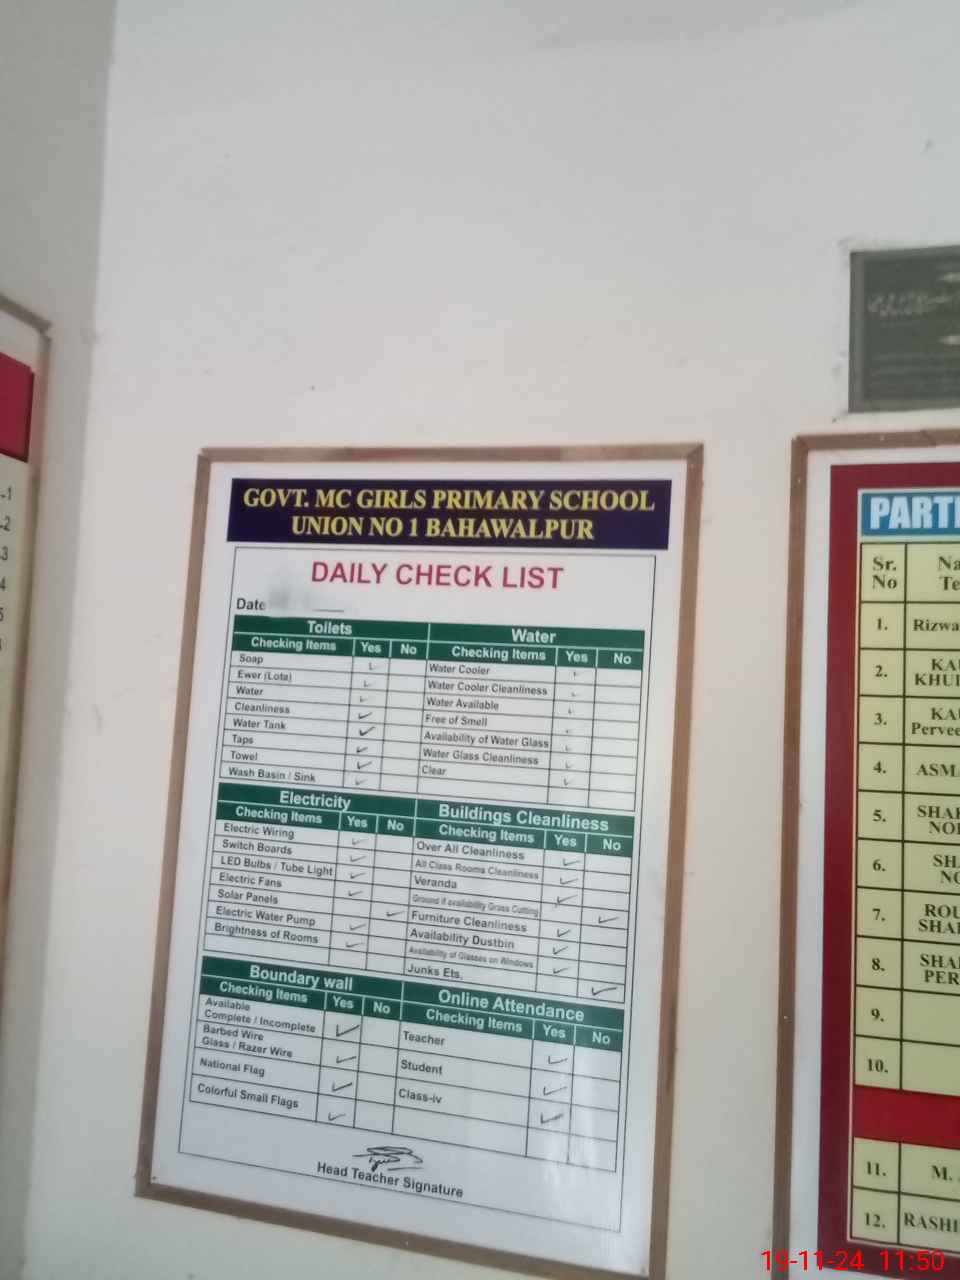 GOVT. MC GIRLS PRIMARY SCHOOL
UNION NO 1 BAHAWALPUR
DAILY CHECK LIST
Date
Toilets
Checking Items Yes No
Soap
Ewer (Lota)
Water
Cleanliness
Water Tank
Taps
Towel
Wash Basin / Sink
Water
Checking Items Yes No
Water Cooler
Water Cooler Cleanliness
Water Available
Free of Smell
Availability of Water Glass
Water Glass Cleanliness
Clear
Electricity
Checking Items Yes No
Electric Wiring
Switch Boards
LED Bulbs / Tube Light
Electric Fans
Solar Panels
Electric Water Pump
Brightness of Rooms
Buildings Cleanliness
Checking Items Yes No
Over All Cleanliness
All Class Rooms Cleanliness
Veranda
Ground if availability Grass Cutting
Furniture Cleanliness
Availability Dustbin
Availability of Glasses on Windows
Junks Ets,
Boundary wall
Checking Items Yes No
Available
Complete / Incomplete
Barbed Wire
Glass / Razer Wire
National Flag
Colorful Small Flags
Online Attendance
Checking Items Yes No
Teacher
Student
Class-iv
Head Teacher Signature
Sr.
No
1.
2.
KHU
3.
Perve
4. ASM
5.
6.
7.
8.
PER
9.
10.
11. M.
12. RASHI
19-11-24 11:50